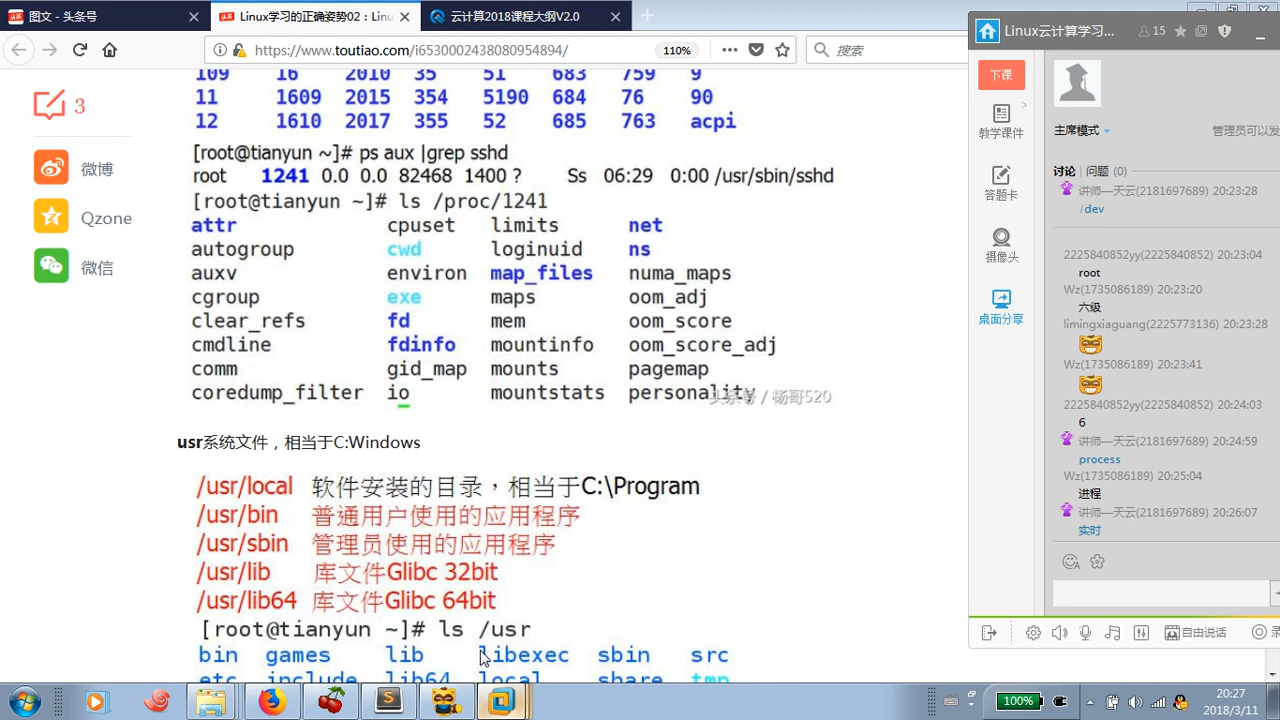 图文 - 头条号
Linux学习的正确姿势02：Linu
云计算2018课程大纲V2.0
https://www.toutiao.com/i6530002438080954894/
110%
搜索
3
微博
Qzone
微信
109 16 2010 35 51 683 759 9
11 1609 2015 354 5190 684 76 90
12 1610 2017 355 52 685 763 acpi
[root@tianyun ~]# ps aux |grep sshd
root 1241 0.0 0.0 82468 1400 ? Ss 06:29 0:00 /usr/sbin/sshd
[root@tianyun ~]# ls /proc/1241
attr cpuset limits net
autogroup cwd loginuid ns
auxv environ map_files numa_maps
cgroup exe maps oom_adj
clear_refs fd mem oom_score
cmdline fdinfo mountinfo oom_score_adj
comm gid_map mounts pagemap
coredump_filter io mountstats personality
头条号 / 杨哥520
usr系统文件，相当于C:Windows
/usr/local 软件安装的目录，相当于C:\Program
/usr/bin 普通用户使用的应用程序
/usr/sbin 管理员使用的应用程序
/usr/lib 库文件Glibc 32bit
/usr/lib64 库文件Glibc 64bit
[root@tianyun ~]# ls /usr
bin games lib libexec sbin src
etc include lib64 local share tmp
Linux云计算学习...
15
下课
教学课件
答题卡
摄像头
桌面分享
主席模式
管理员可以发
讨论 | 问题 (0)
讲师—天云(2181697689) 20:23:28
/dev
2225840852yy(2225840852) 20:23:04
root
Wz(1735086189) 20:23:20
六级
limingxiaguang(2225773136) 20:23:28
Wz(1735086189) 20:23:41
2225840852yy(2225840852) 20:24:03
6
讲师—天云(2181697689) 20:24:59
process
Wz(1735086189) 20:25:04
进程
讲师—天云(2181697689) 20:26:07
实时
自由说话
录
100%
20:27
2018/3/11